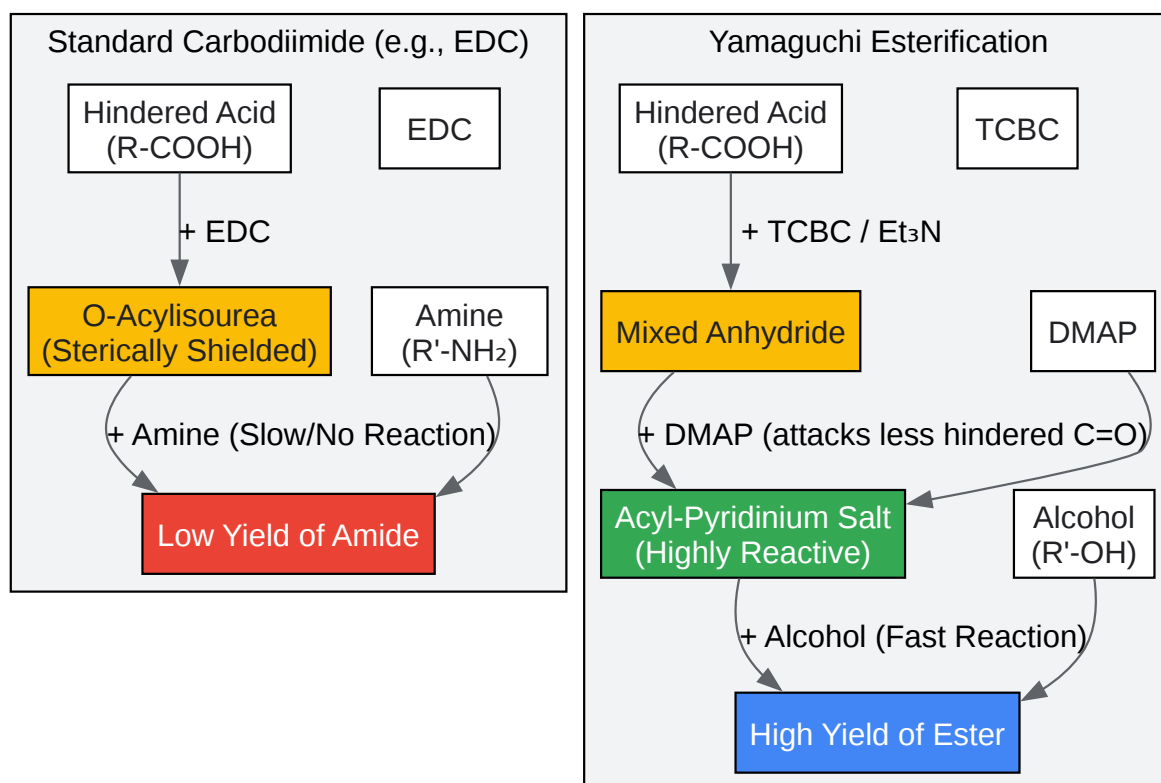 Standard Carbodiimide (e.g., EDC)
Hindered Acid
(R-COOH)
EDC
+ EDC
O-Acylisourea
(Sterically Shielded)
Amine
(R'-NH₂)
+ Amine (Slow/No Reaction)
Low Yield of Amide
Yamaguchi Esterification
Hindered Acid
(R-COOH)
TCBC
+ TCBC / Et₃N
Mixed Anhydride
DMAP
+ DMAP (attacks less hindered C=O)
Acyl-Pyridinium Salt
(Highly Reactive)
Alcohol
(R'-OH)
+ Alcohol (Fast Reaction)
High Yield of Ester